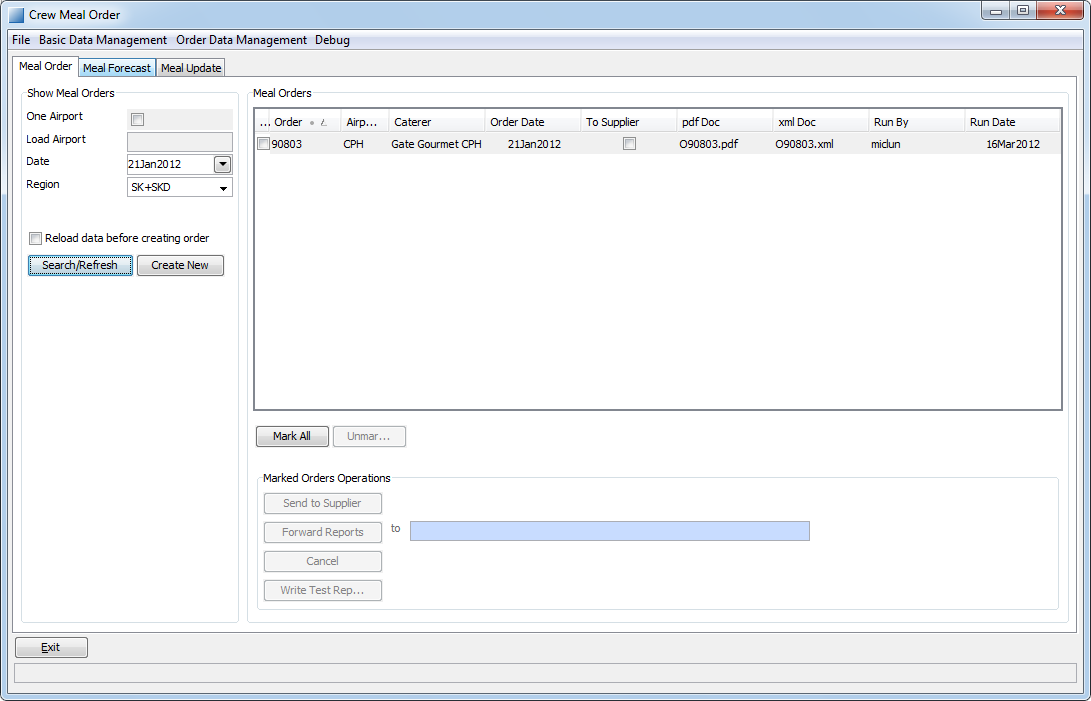 Crew Meal Order
File Basic Data Management Order Data Management Debug
Meal Order Meal Forecast Meal Update
Show Meal Orders
One Airport
Load Airport
Date 21Jan2012
Region SK+SKD
Reload data before creating order
Search/Refresh Create New
Meal Orders
... Order Airp... Caterer Order Date To Supplier pdf Doc xml Doc Run By Run Date
90803 CPH Gate Gourmet CPH 21Jan2012 O90803.pdf O90803.xml miclun 16Mar2012
Mark All Unmar...
Marked Orders Operations
Send to Supplier
Forward Reports to
Cancel
Write Test Rep...
Exit